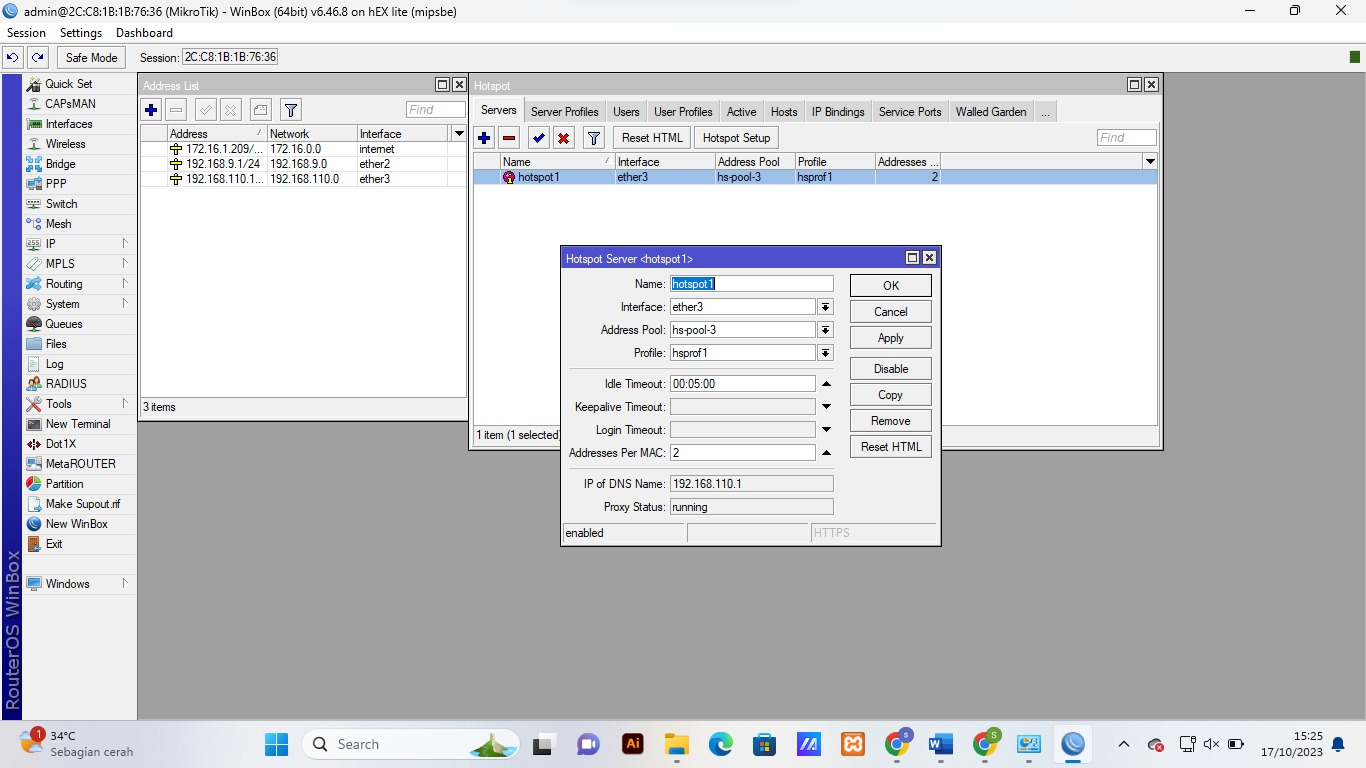 admin@2C:C8:1B:1B:76:36 (MikroTik) - WinBox (64bit) v6.46.8 on hEX lite (mipsbe)
Session Settings Dashboard
Safe Mode Session: 2C:C8:1B:1B:76:36
Quick Set
CAPsMAN
Interfaces
Wireless
Bridge
PPP
Switch
Mesh
IP
MPLS
Routing
System
Queues
Files
Log
RADIUS
Tools
New Terminal
Dot1X
MetaROUTER
Partition
Make Supout.rif
New WinBox
Exit
Windows
RouterOS WinBox
Address List
Find
Address Network Interface
172.16.1.209/... 172.16.0.0 internet
192.168.9.1/24 192.168.9.0 ether2
192.168.110.1... 192.168.110.0 ether3
3 items
Hotspot
Servers Server Profiles Users User Profiles Active Hosts IP Bindings Service Ports Walled Garden ...
Reset HTML Hotspot Setup Find
Name Interface Address Pool Profile Addresses ...
hotspot1 ether3 hs-pool-3 hsprof1 2
1 item (1 selected)
Hotspot Server <hotspot1>
Name: hotspot1
Interface: ether3
Address Pool: hs-pool-3
Profile: hsprof1
Idle Timeout: 00:05:00
Keepalive Timeout:
Login Timeout:
Addresses Per MAC: 2
IP of DNS Name: 192.168.110.1
Proxy Status: running
OK
Cancel
Apply
Disable
Copy
Remove
Reset HTML
enabled HTTPS
1
34°C
Sebagian cerah
Search
Ai
S
W
S
15:25
17/10/2023